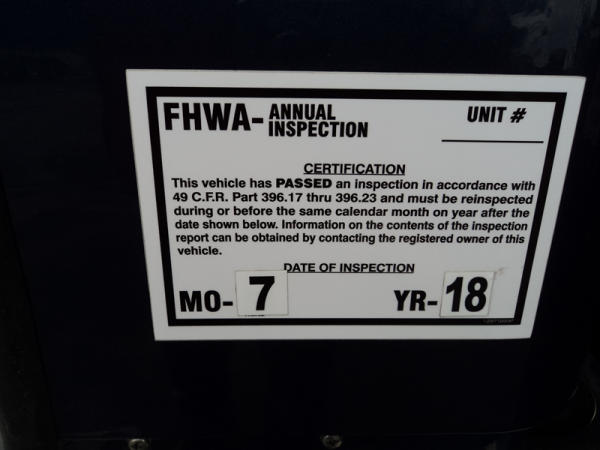 FHWA- ANNUAL INSPECTION UNIT #
CERTIFICATION
This vehicle has PASSED an inspection in accordance with
49 C.F.R. Part 396.17 thru 396.23 and must be reinspected
during or before the same calendar month on year after the
date shown below. Information on the contents of the inspection
report can be obtained by contacting the registered owner of this
vehicle.
DATE OF INSPECTION
MO- 7 YR- 18